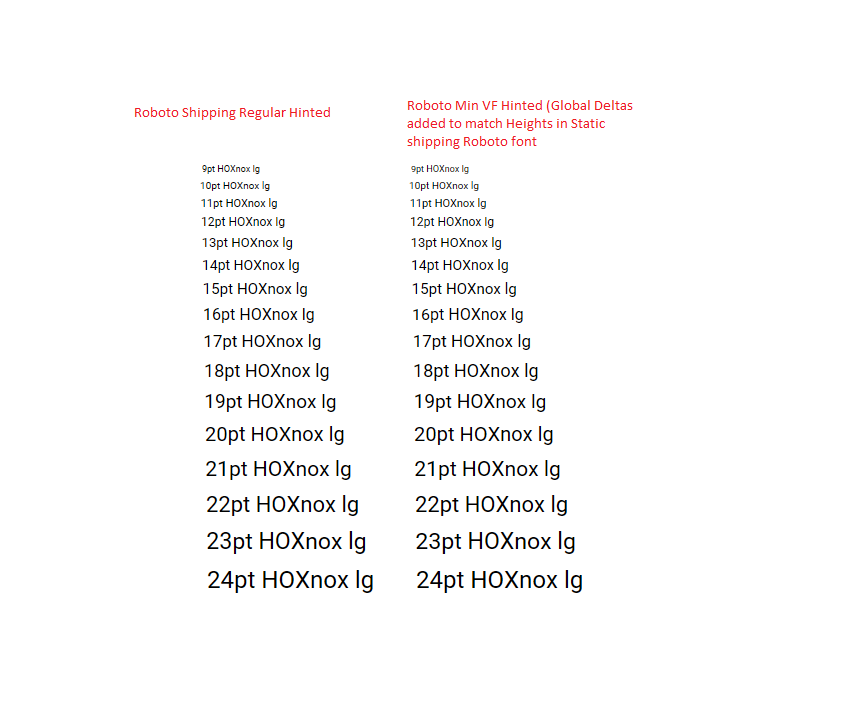 Roboto Shipping Regular Hinted
Roboto Min VF Hinted (Global Deltas
added to match Heights in Static
shipping Roboto font
9pt HOXnox lg
10pt HOXnox lg
11pt HOXnox lg
12pt HOXnox lg
13pt HOXnox lg
14pt HOXnox lg
15pt HOXnox lg
16pt HOXnox lg
17pt HOXnox lg
18pt HOXnox lg
19pt HOXnox lg
20pt HOXnox lg
21pt HOXnox lg
22pt HOXnox lg
23pt HOXnox lg
24pt HOXnox lg
9pt HOXnox lg
10pt HOXnox lg
11pt HOXnox lg
12pt HOXnox lg
13pt HOXnox lg
14pt HOXnox lg
15pt HOXnox lg
16pt HOXnox lg
17pt HOXnox lg
18pt HOXnox lg
19pt HOXnox lg
20pt HOXnox lg
21pt HOXnox lg
22pt HOXnox lg
23pt HOXnox lg
24pt HOXnox lg